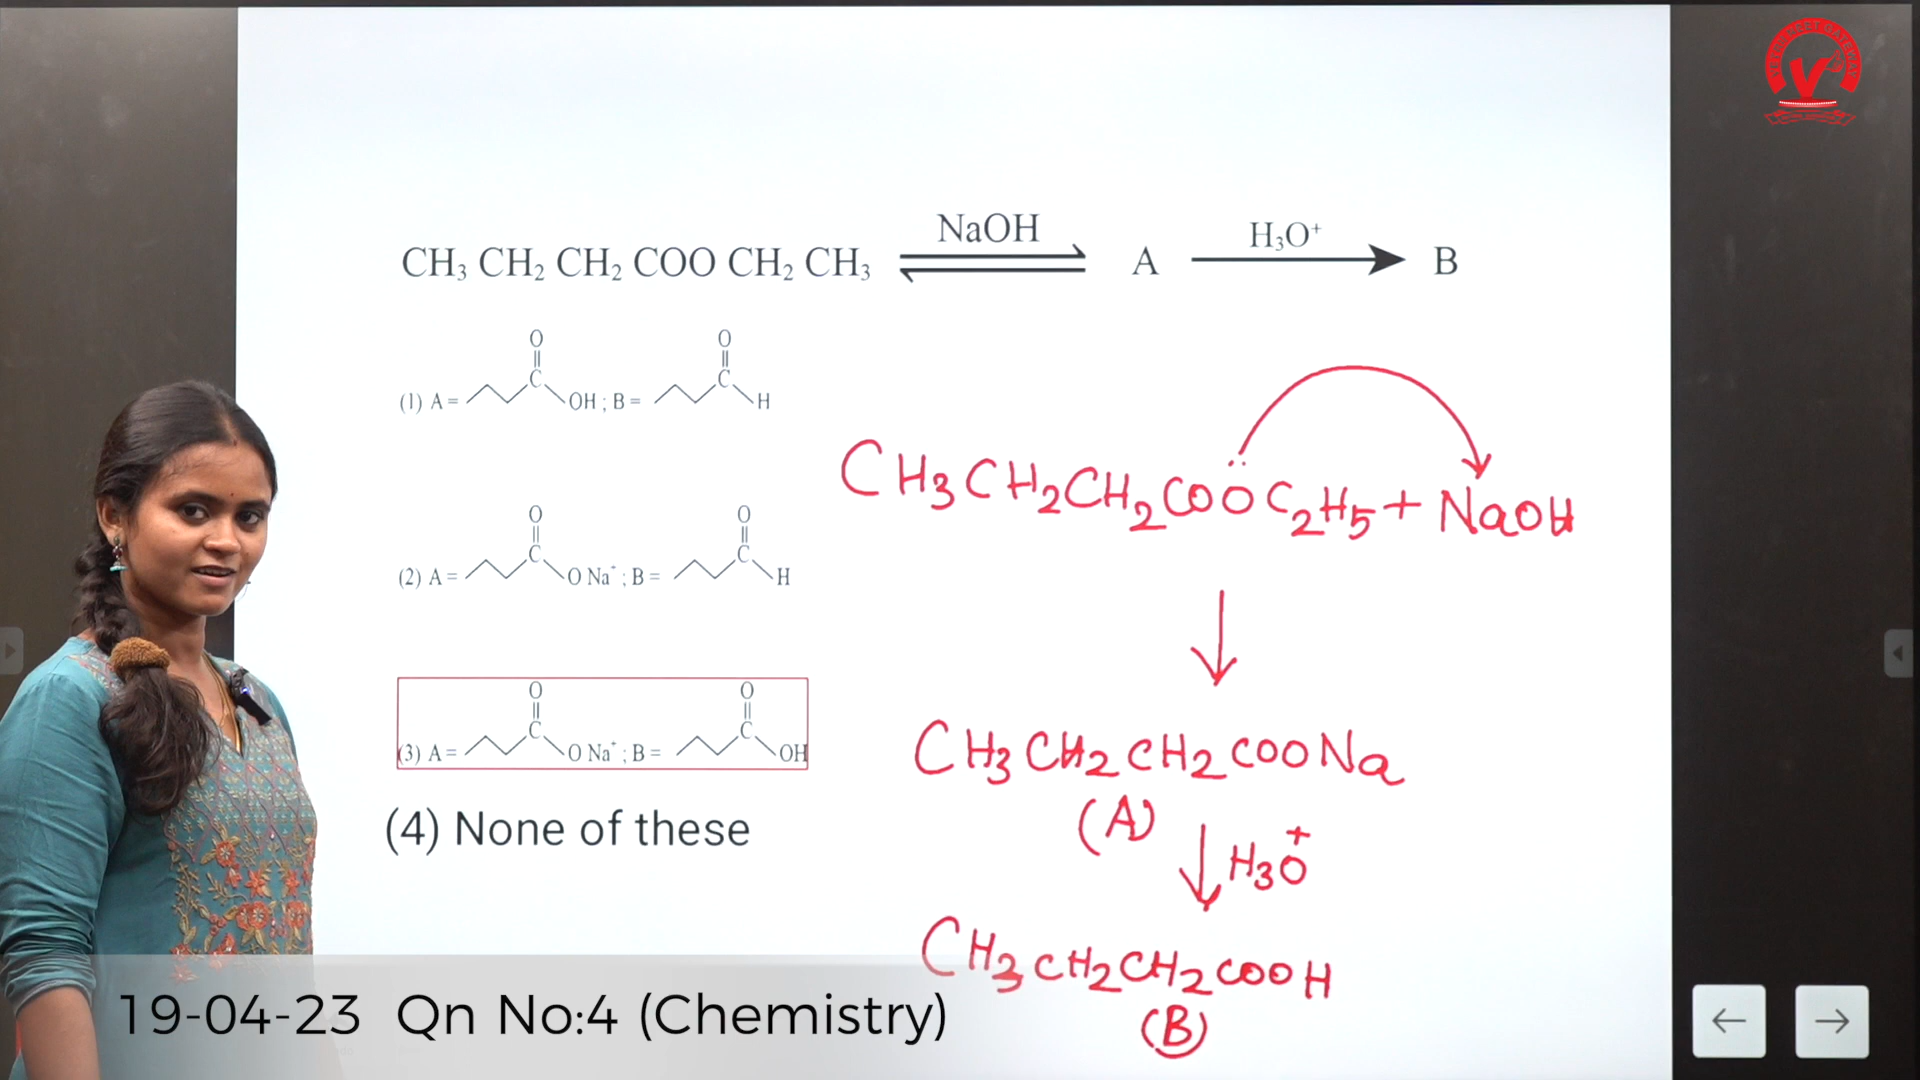 CH₃ CH₂ CH₂ COO CH₂ CH₃ NaOH A H₃O⁺ B
O O
C C
(1) A = OH ; B = H
O O
C C
(2) A = O Na⁺ ; B = H
O O
C C
(3) A = O Na⁺ ; B = OH
(4) None of these
CH₃CH₂CH₂COOC₂H₅ + NaOH
CH₃CH₂CH₂COONa
(A)
H₃O⁺
CH₃CH₂CH₂COOH
(B)
19-04-23 Qn No:4 (Chemistry)
V